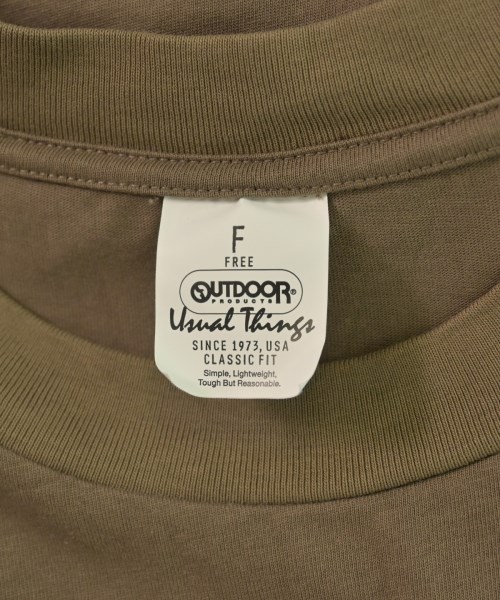 F
FREE
OUTDOOR®
PRODUCTS
Usual Things
SINCE 1973, USA
CLASSIC FIT
Simple, Lightweight,
Tough But Reasonable.